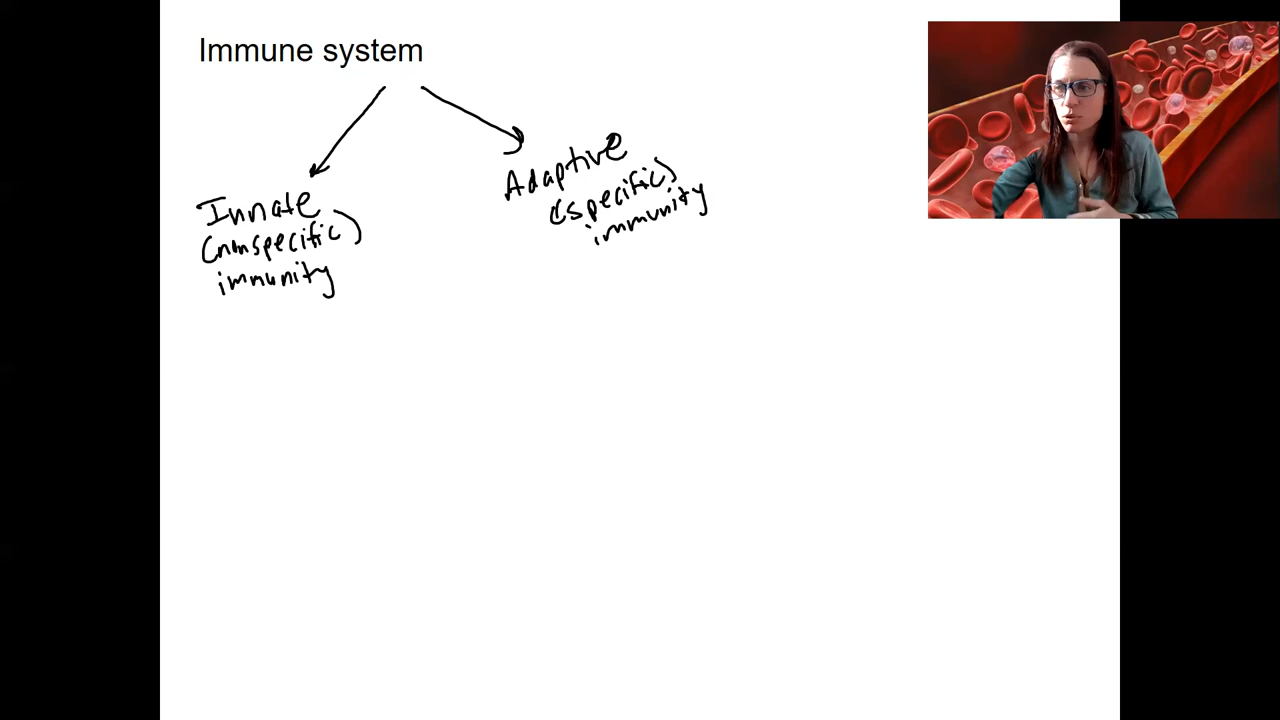 Immune system
Innate
(nonspecific)
immunity
Adaptive
(specific)
immunity